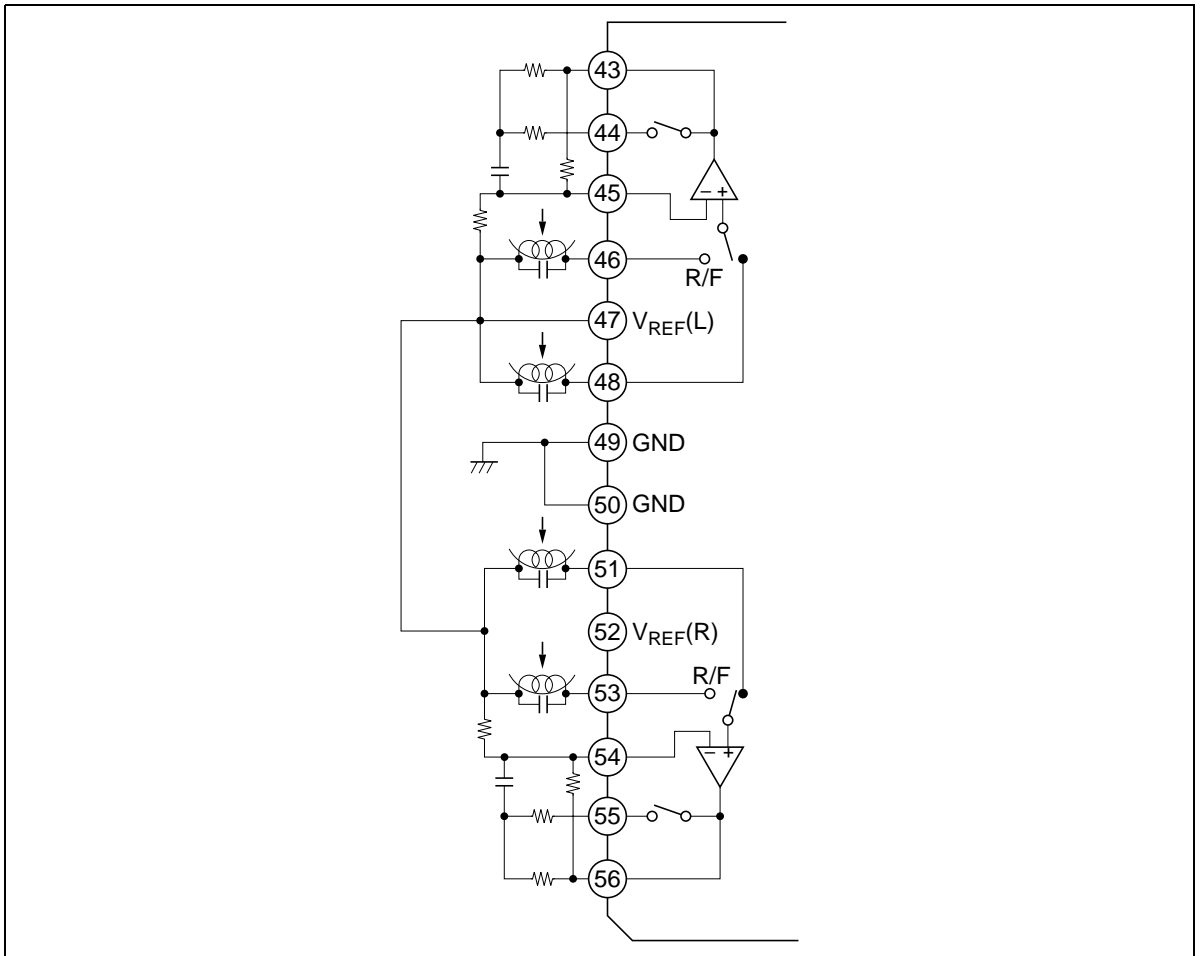 43
44
− +
45
46
R/F
47 VREF(L)
48
49 GND
50 GND
51
52 VREF(R)
R/F
53
54
− +
55
56